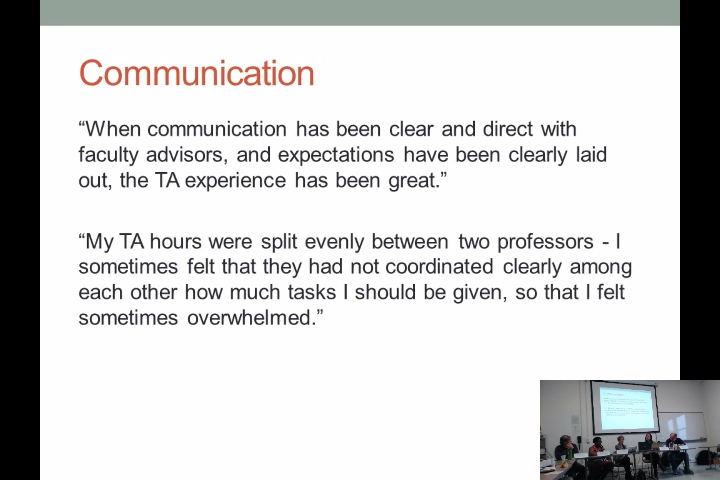 Communication
“When communication has been clear and direct with
faculty advisors, and expectations have been clearly laid
out, the TA experience has been great.”
“My TA hours were split evenly between two professors - I
sometimes felt that they had not coordinated clearly among
each other how much tasks I should be given, so that I felt
sometimes overwhelmed.”